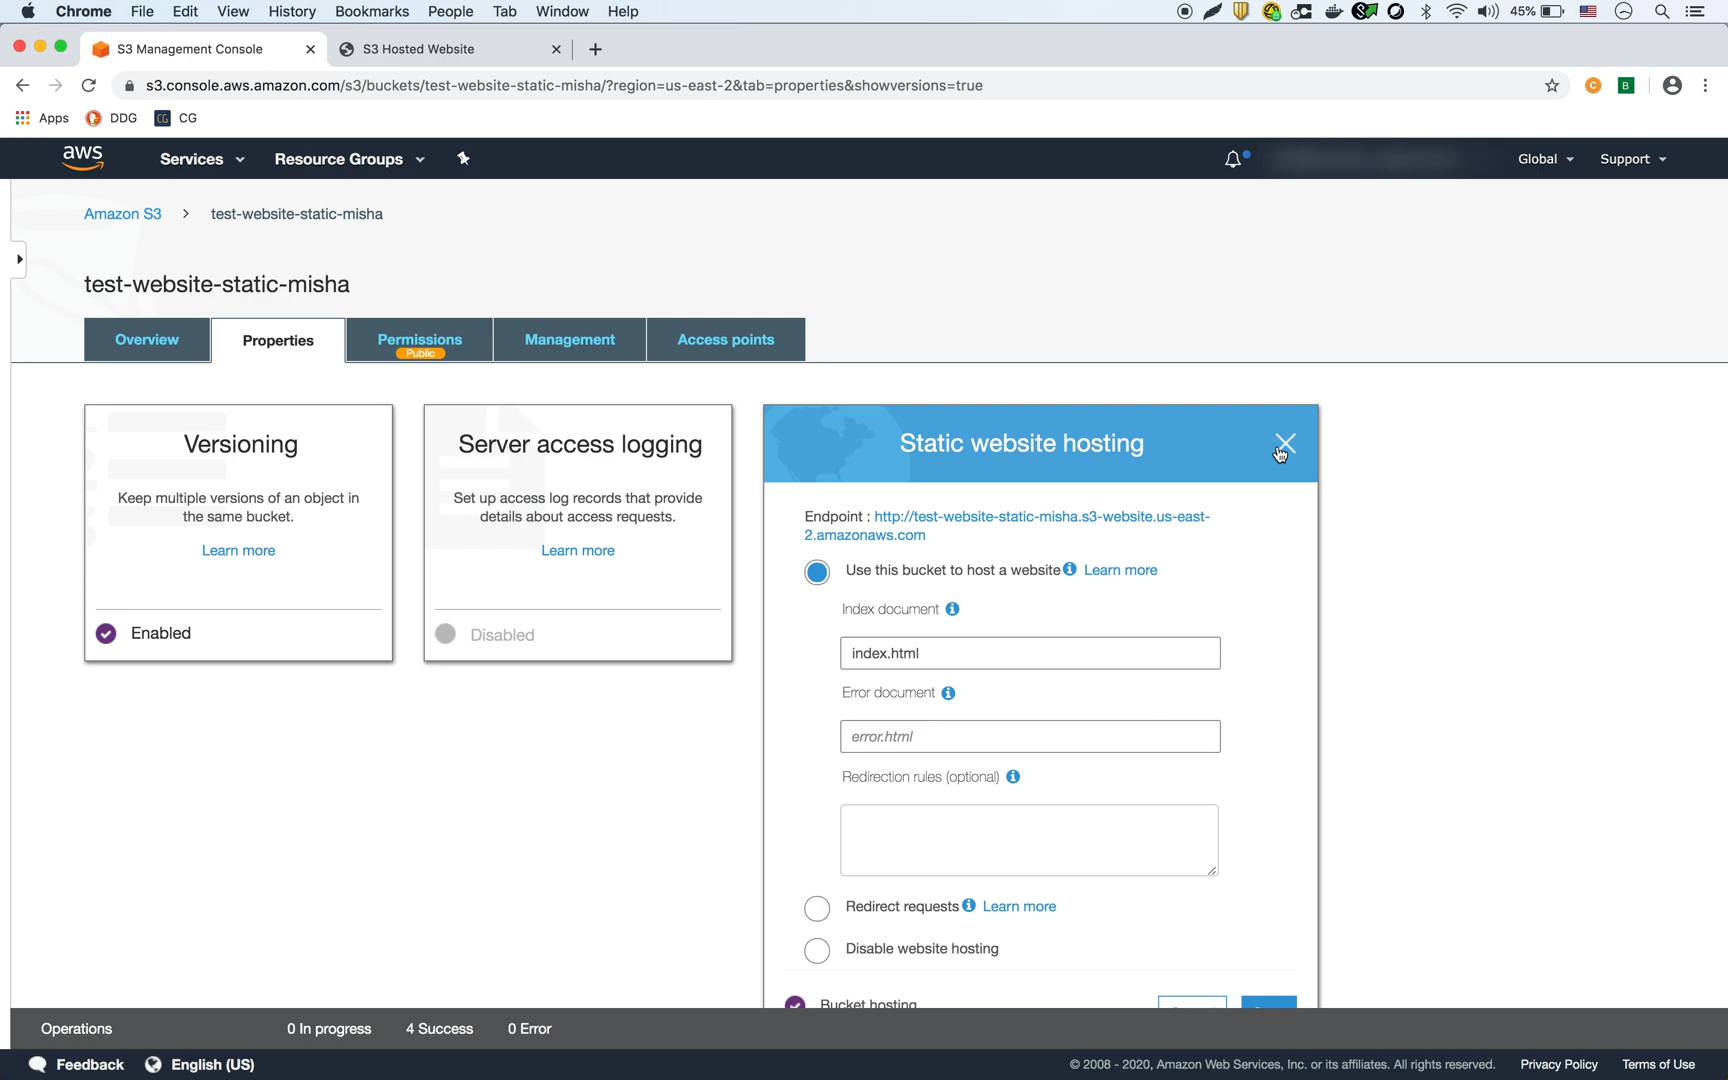 Chrome File Edit View History Bookmarks People Tab Window Help 45%
S3 Management Console S3 Hosted Website
s3.console.aws.amazon.com/s3/buckets/test-website-static-misha/?region=us-east-2&tab=properties&showversions=true
Apps DDG CG CG
aws Services Resource Groups Global Support
Amazon S3 > test-website-static-misha
test-website-static-misha
Overview Properties Permissions Management Access points
Public
Versioning
Keep multiple versions of an object in
the same bucket.
Learn more
Enabled
Server access logging
Set up access log records that provide
details about access requests.
Learn more
Disabled
Static website hosting
Endpoint : http://test-website-static-misha.s3-website.us-east-
2.amazonaws.com
Use this bucket to host a website Learn more
Index document
index.html
Error document
error.html
Redirection rules (optional)
Redirect requests Learn more
Disable website hosting
Bucket hosting
Operations 0 In progress 4 Success 0 Error
Feedback English (US) © 2008 - 2020, Amazon Web Services, Inc. or its affiliates. All rights reserved. Privacy Policy Terms of Use